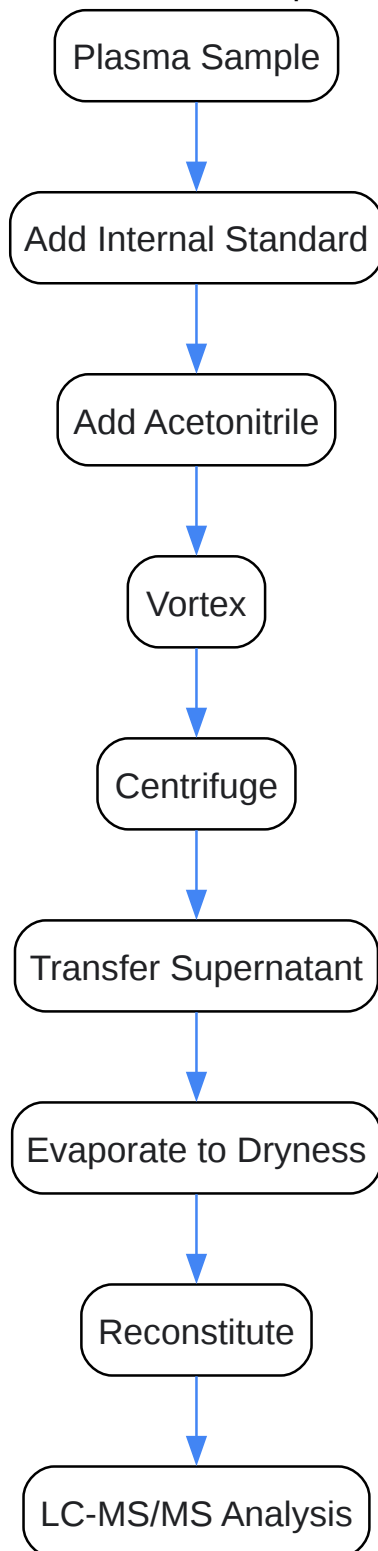 Plasma Sample
Add Internal Standard
Add Acetonitrile
Vortex
Centrifuge
Transfer Supernatant
Evaporate to Dryness
Reconstitute
LC-MS/MS Analysis